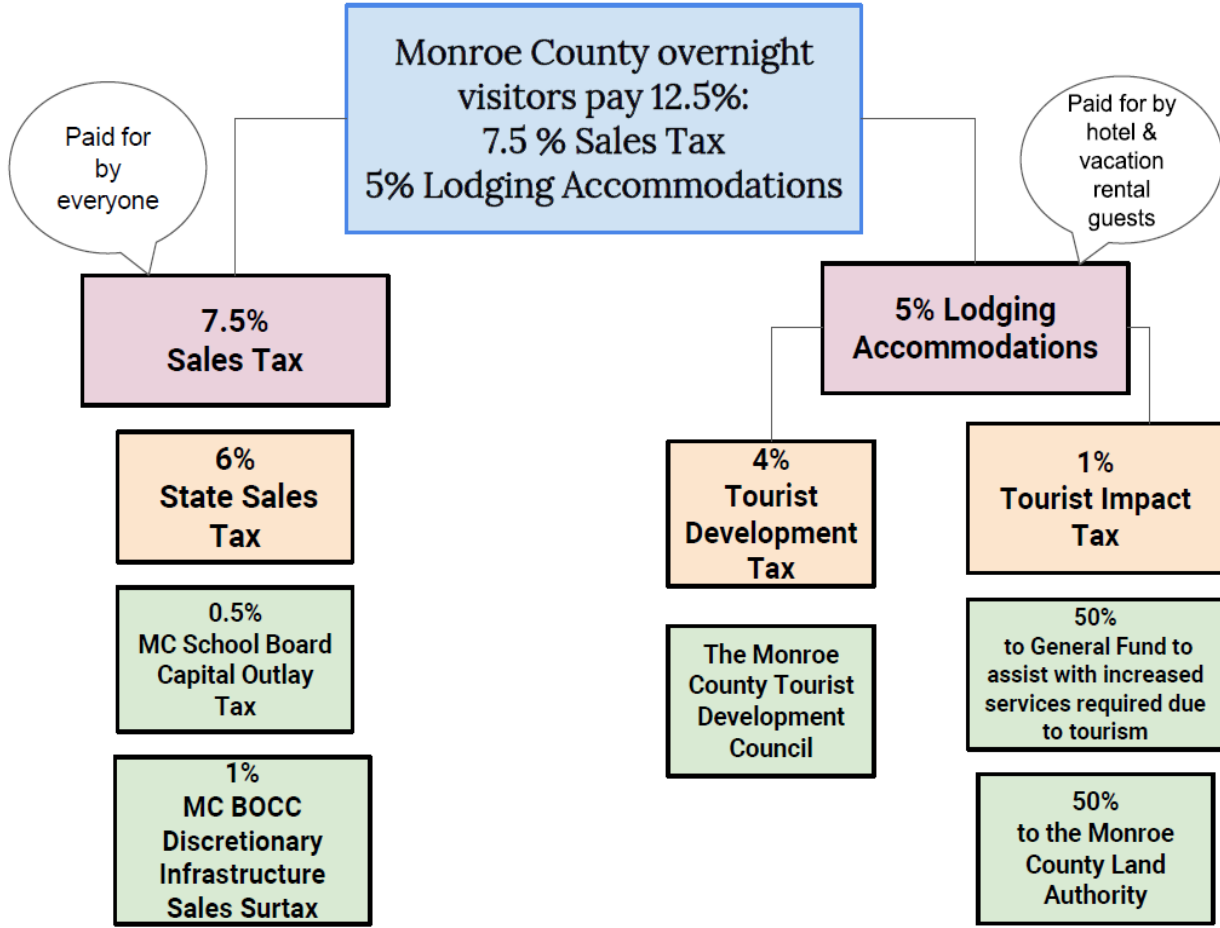 Monroe County overnight
visitors pay 12.5%:
7.5 % Sales Tax
5% Lodging Accommodations
Paid for
by
everyone
Paid for by
hotel &
vacation
rental
guests
7.5%
Sales Tax
5% Lodging
Accommodations
6%
State Sales
Tax
0.5%
MC School Board
Capital Outlay
Tax
1%
MC BOCC
Discretionary
Infrastructure
Sales Surtax
4%
Tourist
Development
Tax
The Monroe
County Tourist
Development
Council
1%
Tourist Impact
Tax
50%
to General Fund to
assist with increased
services required due
to tourism
50%
to the Monroe
County Land
Authority